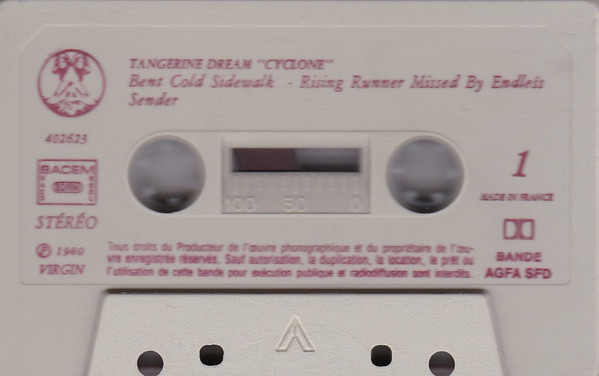 TANGERINE DREAM "CYCLONE"
Bent Cold Sidewalk - Rising Runner Missed By Endless
Sender
402623
SACEM
1
MADE IN FRANCE
STÉRÉO
100 50 0
Ⓟ 1980
VIRGIN
Tous droits du Producteur de l'œuvre phonographique et du propriétaire de l'œu-
vre enregistrés réservés. Sauf autorisation, la duplication, la location, le prêt ou
l'utilisation de cette bande pour exécution publique et radiodiffusion sont interdits.
BANDE
AGFA SFD